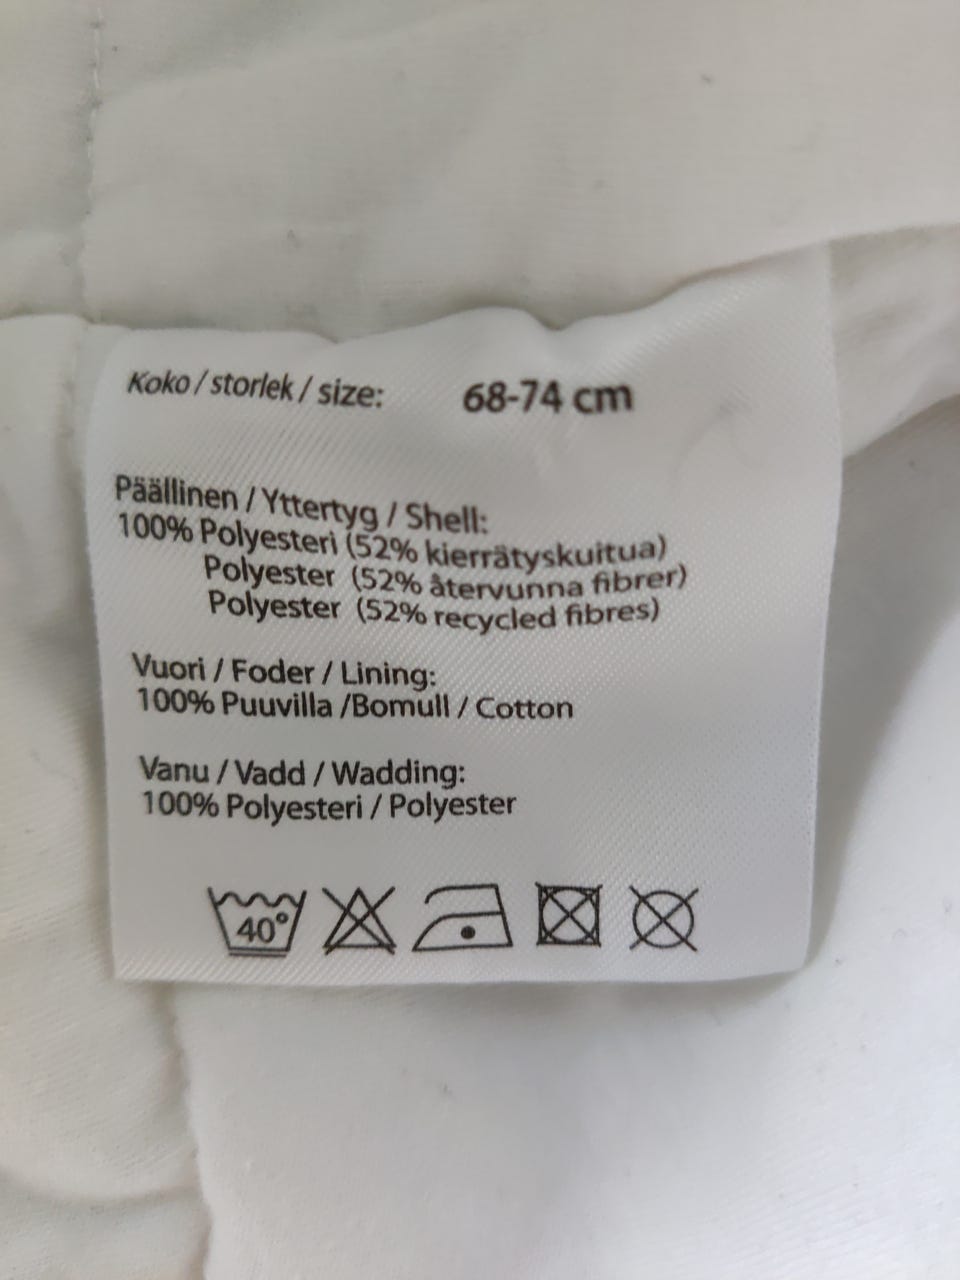 Koko / storlek / size: 68-74 cm
Päällinen / Yttertyg / Shell:
100% Polyesteri (52% kierrätyskuitua)
Polyester (52% återvunna fibrer)
Polyester (52% recycled fibres)
Vuori / Foder / Lining:
100% Puuvilla /Bomull / Cotton
Vanu / Vadd / Wadding:
100% Polyesteri / Polyester
40°